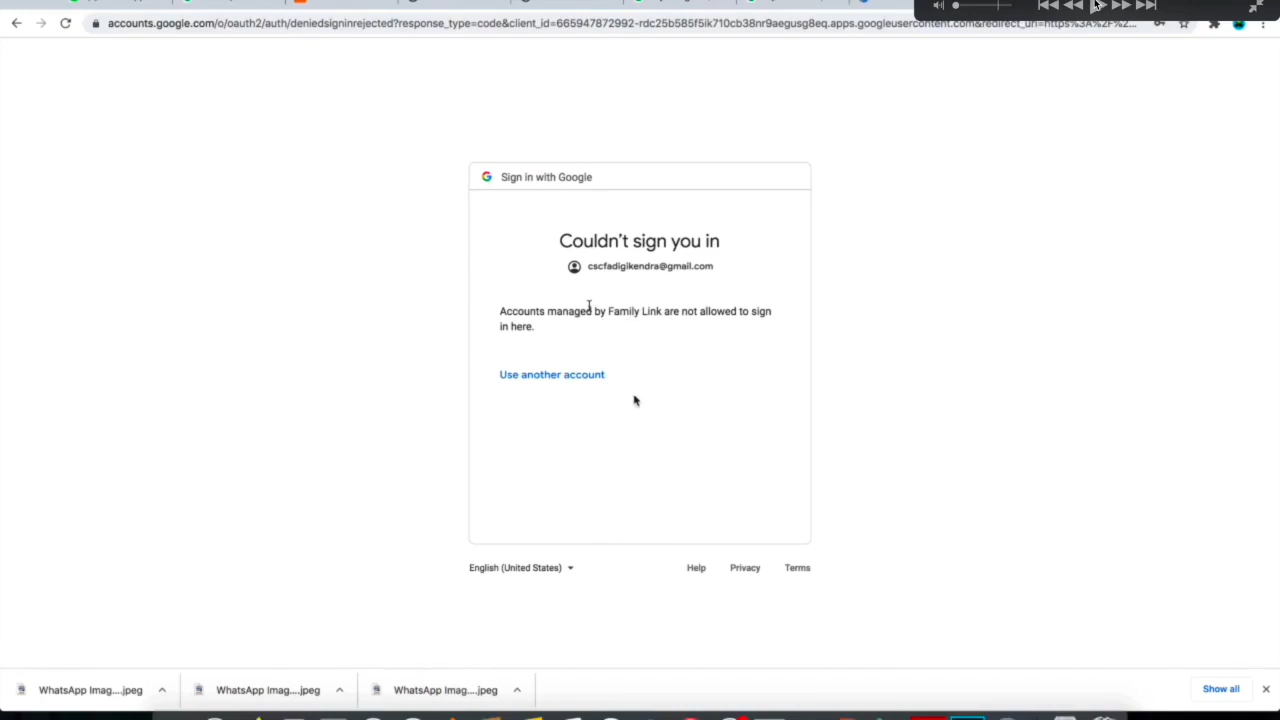 accounts.google.com/o/oauth2/auth/deniedsigninrejected?response_type=code&client_id=665947872992-rdc25b585f5ik710cb38nr9aegusg8eq.apps.googleusercontent.com&redirect_uri=https%3A%2F%2...
Sign in with Google
Couldn't sign you in
cscfadigikendra@gmail.com
Accounts managed by Family Link are not allowed to sign
in here.
Use another account
English (United States)
Help
Privacy
Terms
WhatsApp Imag....jpeg
WhatsApp Imag....jpeg
WhatsApp Imag....jpeg
Show all